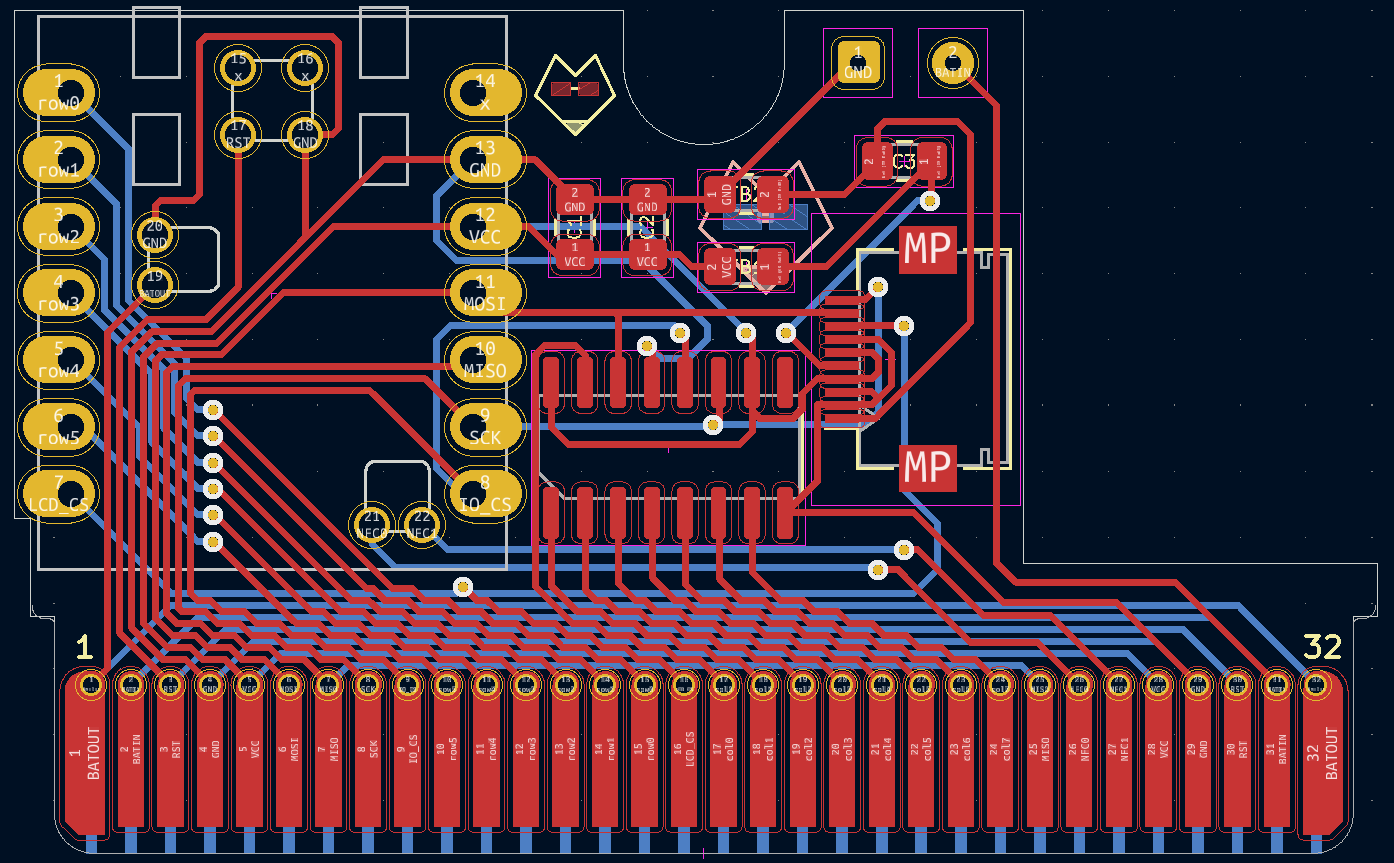 1
row0
2
row1
3
row2
4
row3
5
row4
6
row5
7
LCD_CS
15
x
16
x
17
RST
18
GND
20
GND
19
BATOUT
21
NFC0
22
NFC1
14
x
13
GND
12
VCC
11
MOSI
10
MISO
9
SCK
8
IO_CS
2
GND
C1
1
VCC
2
GND
C2
1
VCC
1
GND
2
BATIN
1
GND
2
2
VCC
1
2
C3
1
MP
MP
1
32
1
BATOUT
2
BATIN
3
RST
4
GND
5
VCC
6
MOSI
7
MISO
8
SCK
9
IO_CS
10
row5
11
row4
12
row3
13
row2
14
row1
15
row0
16
LCD_CS
17
col0
18
col1
19
col2
20
col3
21
col4
22
col5
23
col6
24
col7
25
MISO
26
NFC0
27
NFC1
28
VCC
29
GND
30
RST
31
BATIN
32
BATOUT